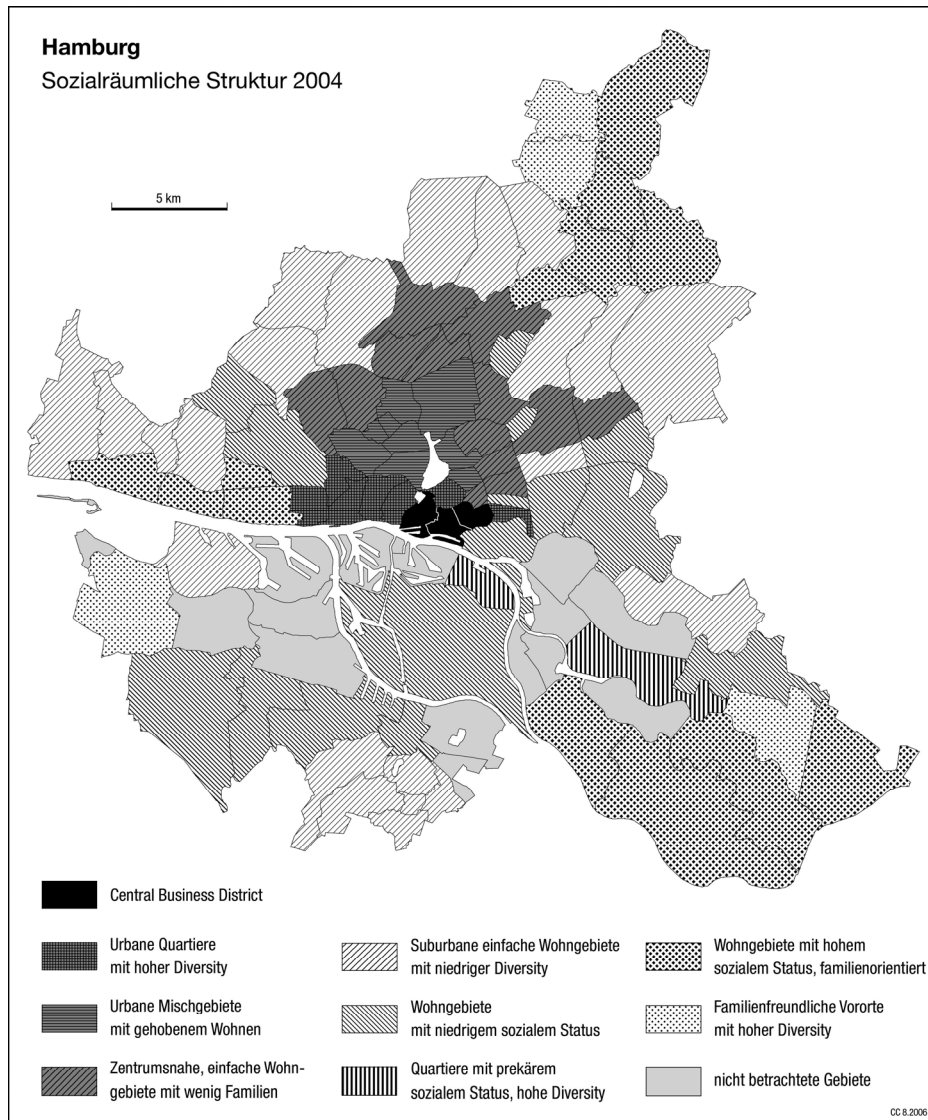 Hamburg
Sozialräumliche Struktur 2004
5 km
Central Business District
Urbane Quartiere
mit hoher Diversity
Urbane Mischgebiete
mit gehobenem Wohnen
Zentrumsnahe, einfache Wohn-
gebiete mit wenig Familien
Suburbane einfache Wohngebiete
mit niedriger Diversity
Wohngebiete
mit niedrigem sozialem Status
Quartiere mit prekärem
sozialem Status, hohe Diversity
Wohngebiete mit hohem
sozialem Status, familienorientiert
Familienfreundliche Vororte
mit hoher Diversity
nicht betrachtete Gebiete
CC 8.2006